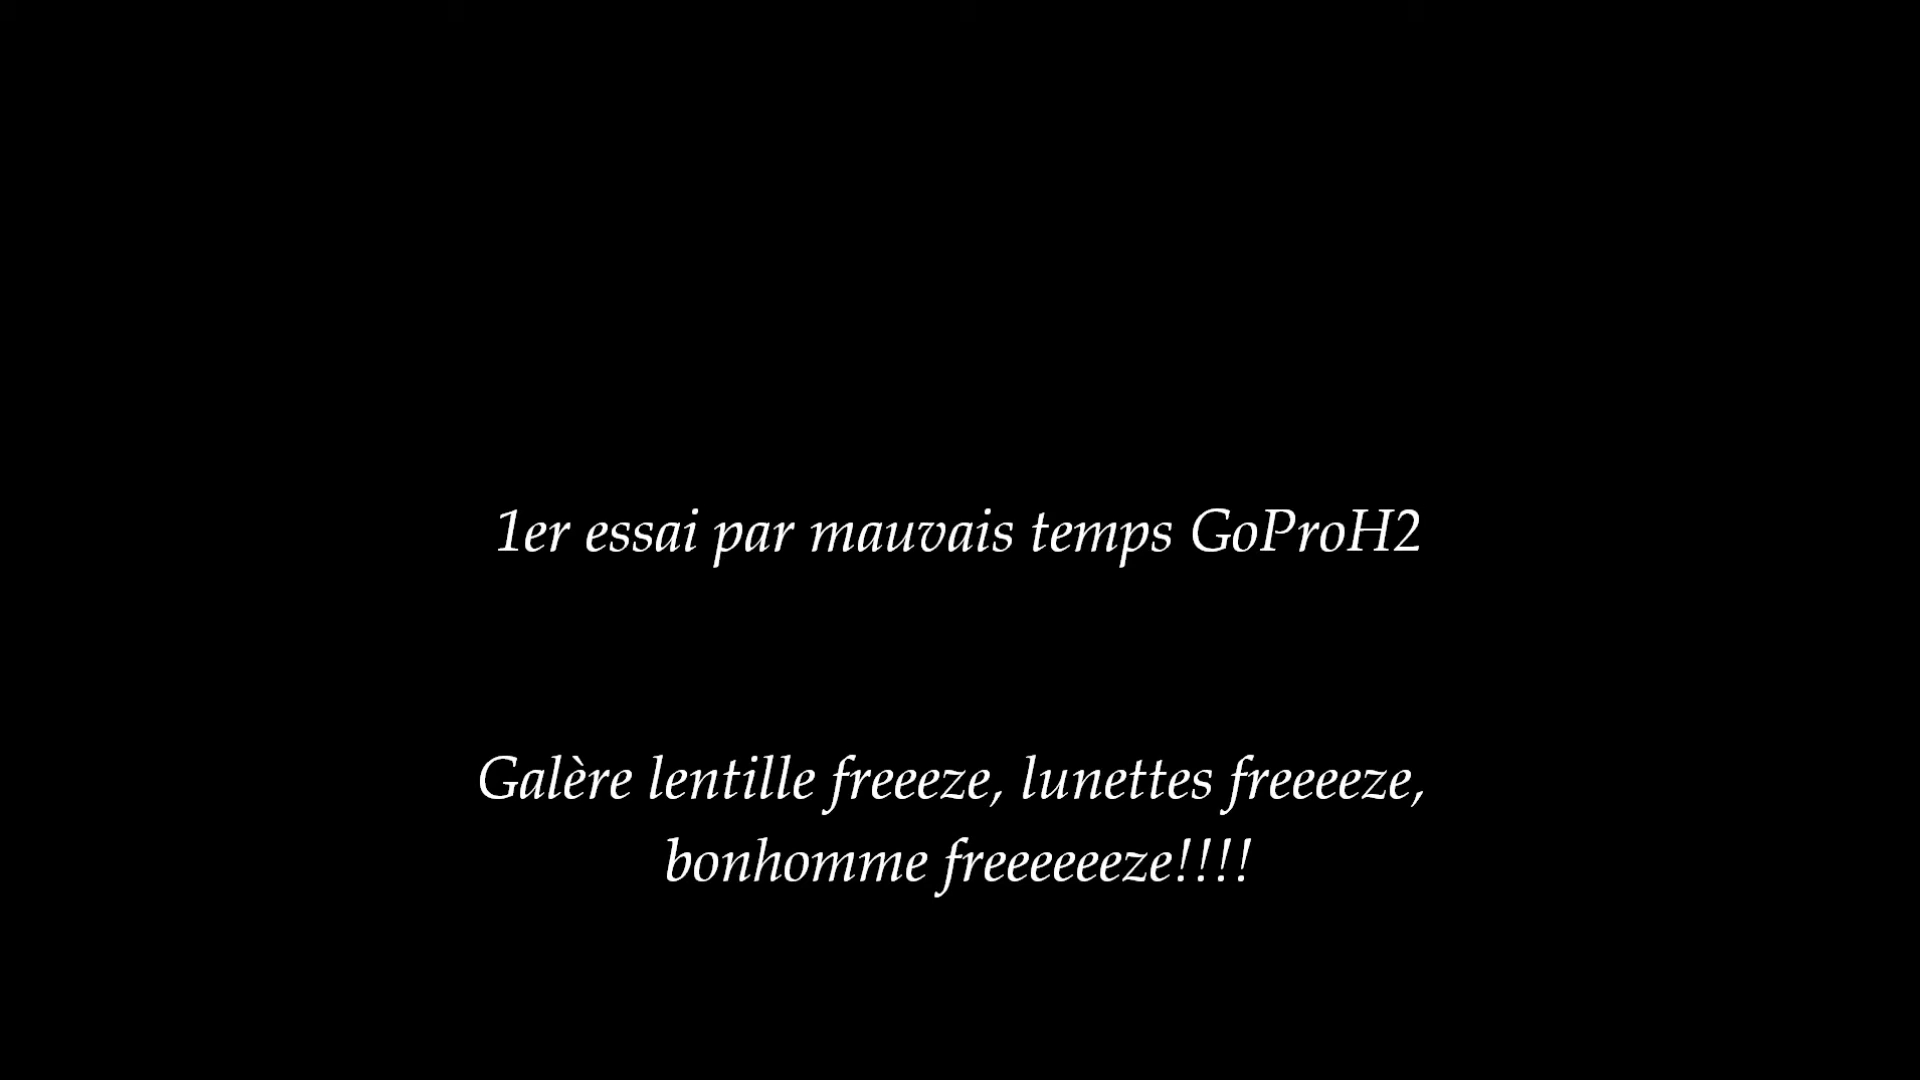 1er essai par mauvais temps GoProH2
Galère lentille freeeze, lunettes freeeeze,
bonhomme freeeeeeze!!!!